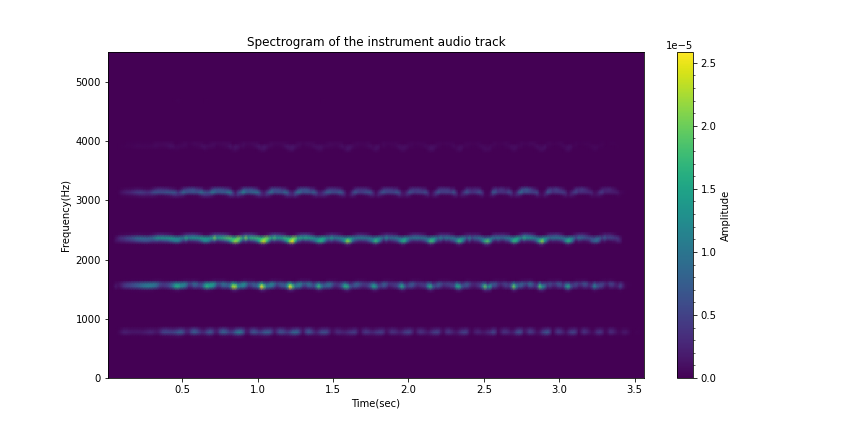 Spectrogram of the instrument audio track
1e−5
5000
4000
3000
2000
1000
0
Frequency(Hz)
0.5 1.0 1.5 2.0 2.5 3.0 3.5
Time(sec)
2.5
2.0
1.5
1.0
0.5
0.0
Amplitude